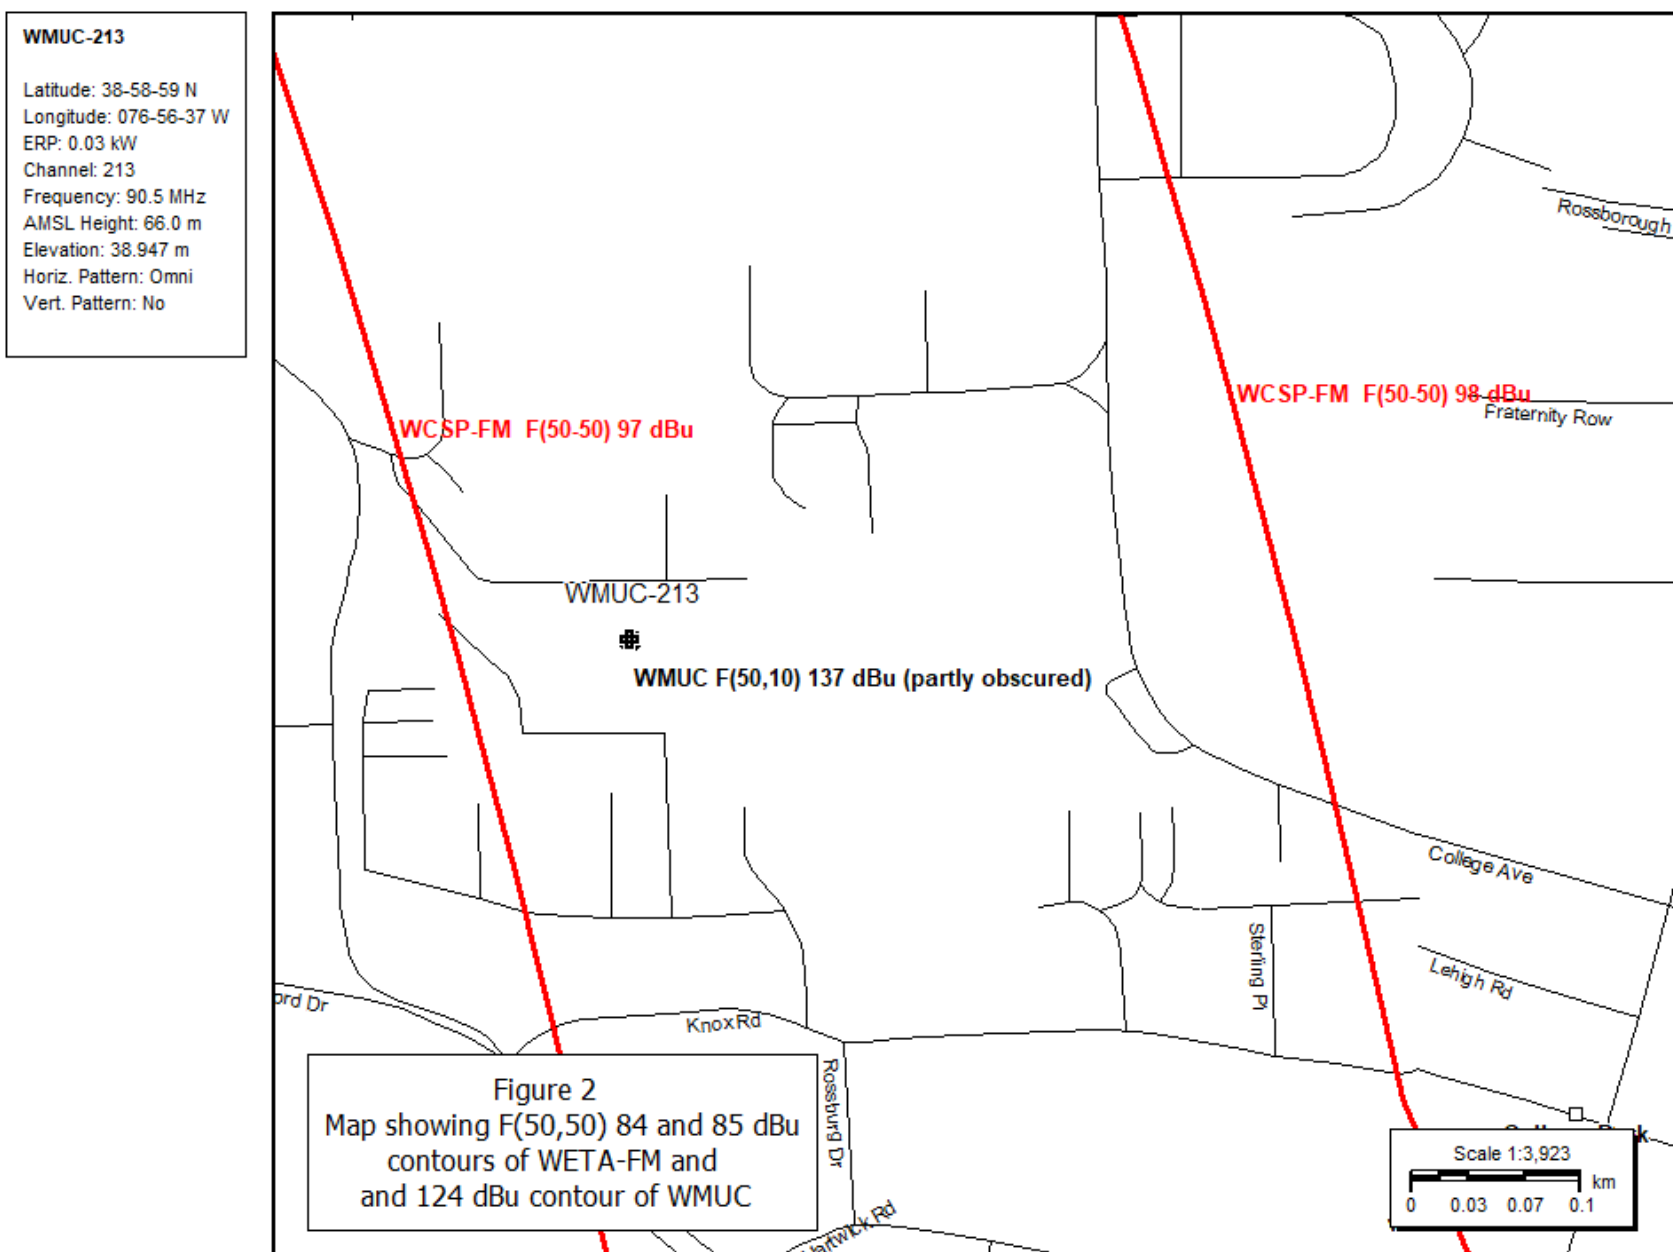 WMUC-213
Latitude: 38-58-59 N
Longitude: 076-56-37 W
ERP: 0.03 kW
Channel: 213
Frequency: 90.5 MHz
AMSL Height: 66.0 m
Elevation: 38.947 m
Horiz. Pattern: Omni
Vert. Pattern: No
Rossborough
WCSP-FM F(50-50) 98 dBu
Fraternity Row
WCSP-FM F(50-50) 97 dBu
WMUC-213
WMUC F(50,10) 137 dBu (partly obscured)
College Ave
Sterling Pl
Lehigh Rd
ord Dr
Knox Rd
Rossburg Dr
Hartwick Rd
Figure 2
Map showing F(50,50) 84 and 85 dBu
contours of WETA-FM and
and 124 dBu contour of WMUC
Scale 1:3,923
km
0 0.03 0.07 0.1